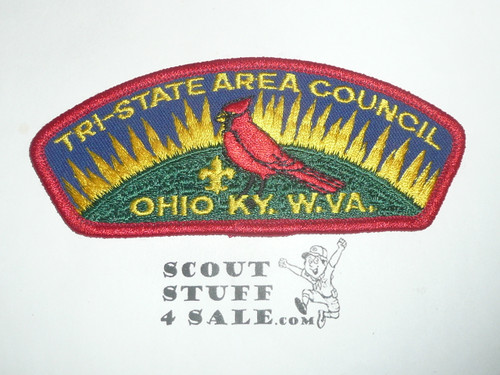 TRI-STATE AREA COUNCIL
OHIO KY. W.VA.
SCOUT
STUFF
4 SALE.COM